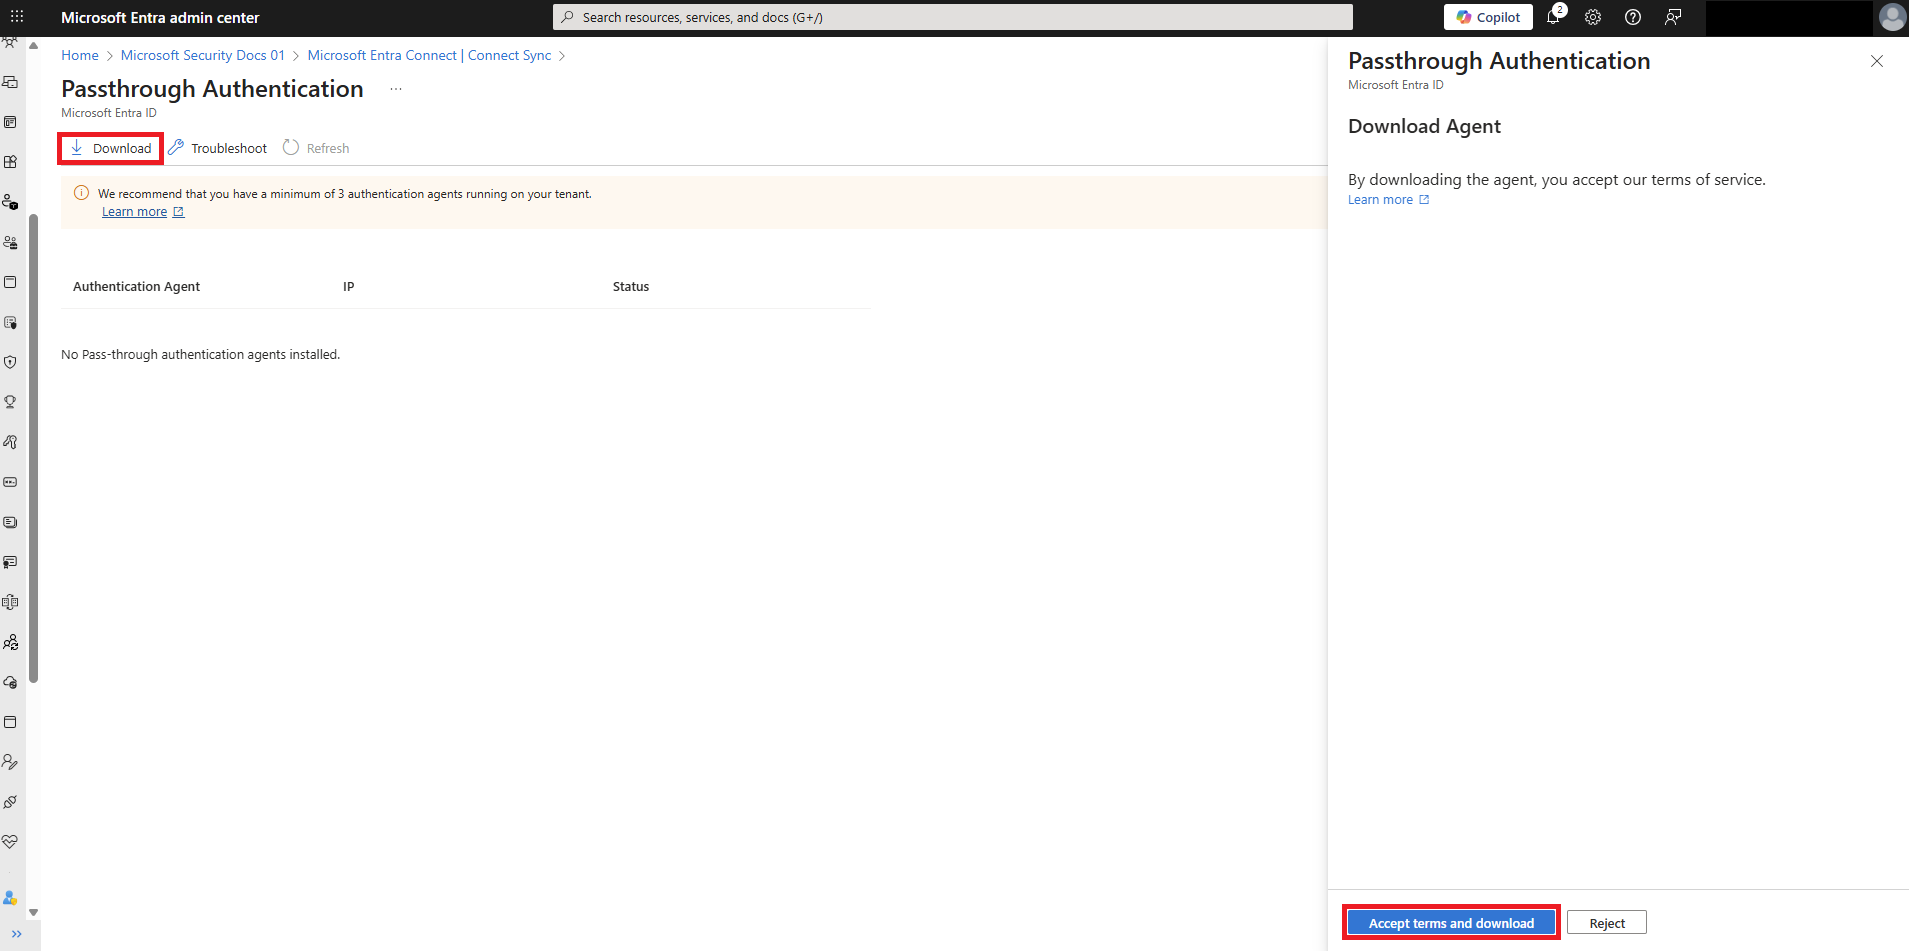 Microsoft Entra admin center
Search resources, services, and docs (G+/)
Copilot
2
Home > Microsoft Security Docs 01 > Microsoft Entra Connect | Connect Sync >
Passthrough Authentication ...
Microsoft Entra ID
Download Troubleshoot Refresh
We recommend that you have a minimum of 3 authentication agents running on your tenant.
Learn more
Authentication Agent IP Status
No Pass-through authentication agents installed.
Passthrough Authentication
Microsoft Entra ID
Download Agent
By downloading the agent, you accept our terms of service.
Learn more
Accept terms and download Reject